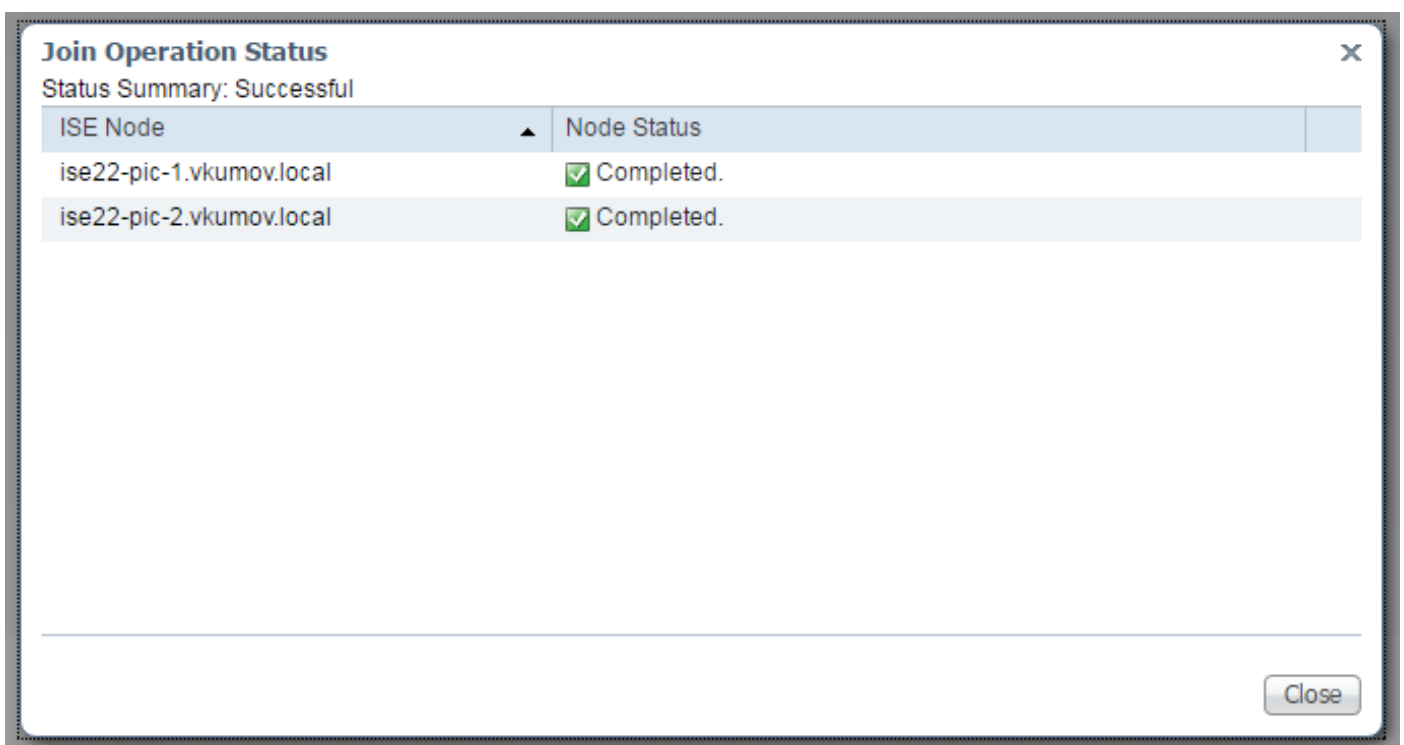 Join Operation Status
Status Summary: Successful
ISE Node Node Status
ise22-pic-1.vkumov.local Completed.
ise22-pic-2.vkumov.local Completed.
Close